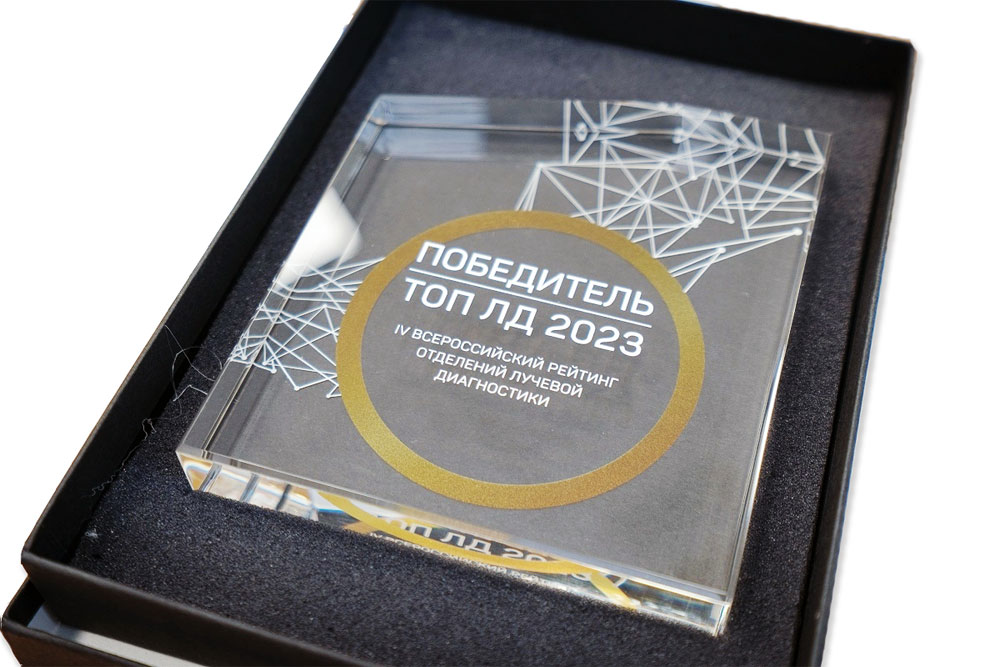 ПОБЕДИТЕЛЬ
ТОП ЛД 2023
IV ВСЕРОССИЙСКИЙ РЕЙТИНГ
ОТДЕЛЕНИЙ ЛУЧЕВОЙ
ДИАГНОСТИКИ